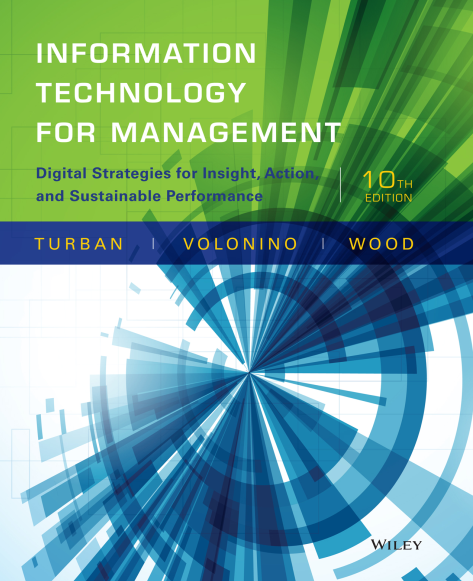 INFORMATION
TECHNOLOGY
FOR MANAGEMENT
Digital Strategies for Insight, Action,
and Sustainable Performance
10TH
EDITION
TURBAN | VOLONINO | WOOD
WILEY